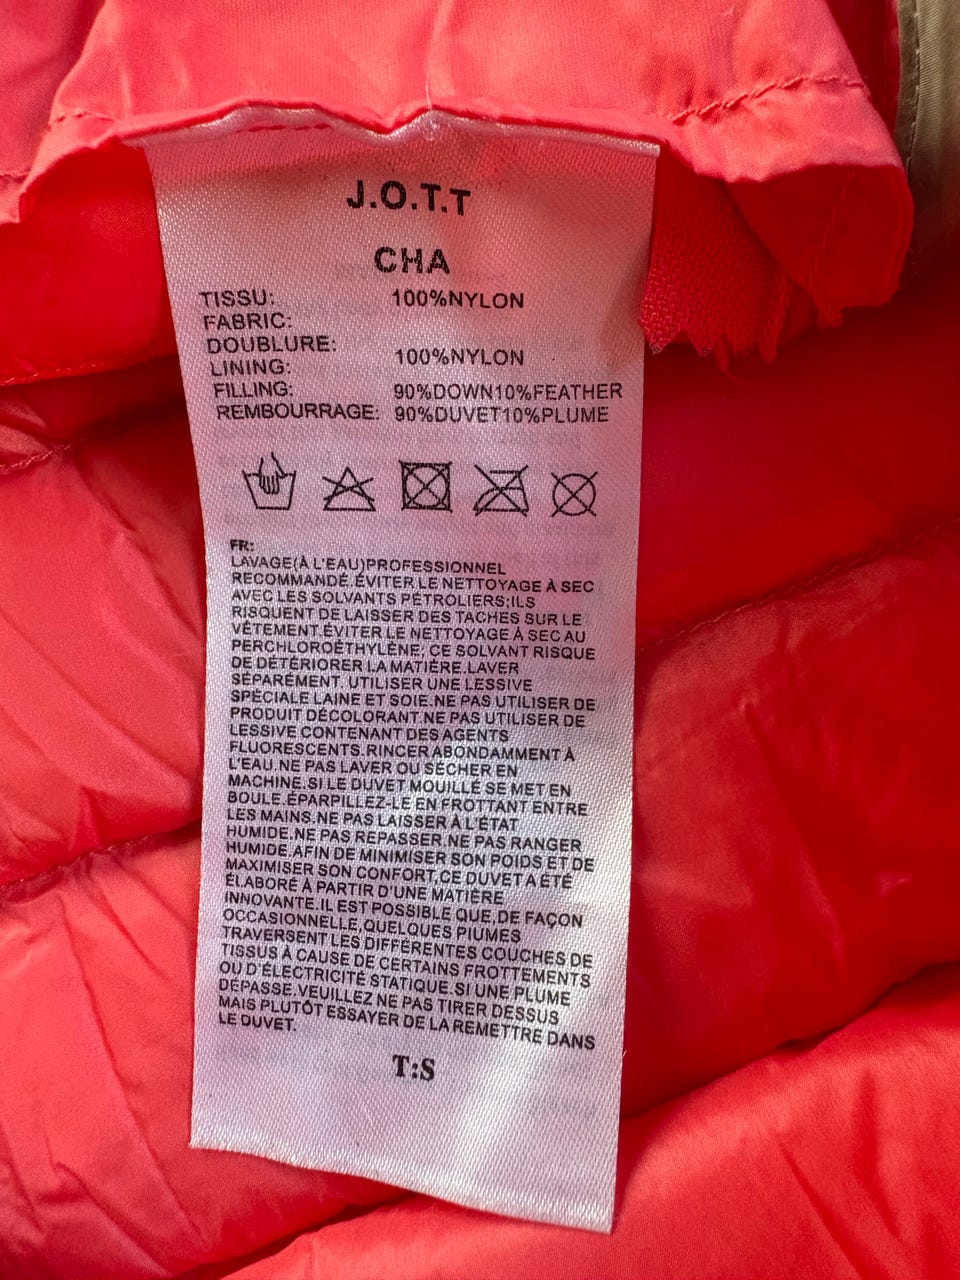 J.O.T.T
CHA
TISSU: 100%NYLON
FABRIC:
DOUBLURE:
LINING: 100%NYLON
FILLING: 90%DOWN10%FEATHER
REMBOURRAGE: 90%DUVET10%PLUME
FR:
LAVAGE(À L'EAU)PROFESSIONNEL
RECOMMANDÉ.ÉVITER LE NETTOYAGE À SEC
AVEC LES SOLVANTS PÉTROLIERS;ILS
RISQUENT DE LAISSER DES TACHES SUR LE
VÊTEMENT.ÉVITER LE NETTOYAGE À SEC AU
PERCHLOROÉTHYLÈNE; CE SOLVANT RISQUE
DE DÉTÉRIORER LA MATIÈRE.LAVER
SÉPARÉMENT. UTILISER UNE LESSIVE
SPÉCIALE LAINE ET SOIE.NE PAS UTILISER DE
PRODUIT DÉCOLORANT.NE PAS UTILISER DE
LESSIVE CONTENANT DES AGENTS
FLUORESCENTS.RINCER ABONDAMMENT À
L'EAU.NE PAS LAVER OU SÉCHER EN
MACHINE.SI LE DUVET MOUILLÉ SE MET EN
BOULE.ÉPARPILLEZ-LE EN FROTTANT ENTRE
LES MAINS.NE PAS LAISSER À L'ÉTAT
HUMIDE.NE PAS REPASSER.NE PAS RANGER
HUMIDE.AFIN DE MINIMISER SON POIDS ET DE
MAXIMISER SON CONFORT,CE DUVET A ÉTÉ
ÉLABORÉ À PARTIR D'UNE MATIÈRE
INNOVANTE.IL EST POSSIBLE QUE,DE FAÇON
OCCASIONNELLE,QUELQUES PIUMES
TRAVERSENT LES DIFFÉRENTES COUCHES DE
TISSUS À CAUSE DE CERTAINS FROTTEMENTS
OU D'ÉLECTRICITÉ STATIQUE.SI UNE PLUME
DÉPASSE.VEUILLEZ NE PAS TIRER DESSUS
MAIS PLUTÔT ESSAYER DE LA REMETTRE DANS
LE DUVET.
T:S